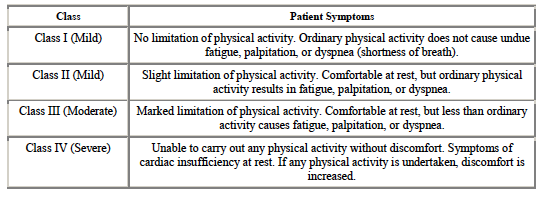 Class Patient Symptoms
Class I (Mild) No limitation of physical activity. Ordinary physical activity does not cause undue
fatigue, palpitation, or dyspnea (shortness of breath).
Class II (Mild) Slight limitation of physical activity. Comfortable at rest, but ordinary physical
activity results in fatigue, palpitation, or dyspnea.
Class III (Moderate) Marked limitation of physical activity. Comfortable at rest, but less than ordinary
activity causes fatigue, palpitation, or dyspnea.
Class IV (Severe) Unable to carry out any physical activity without discomfort. Symptoms of
cardiac insufficiency at rest. If any physical activity is undertaken, discomfort is
increased.